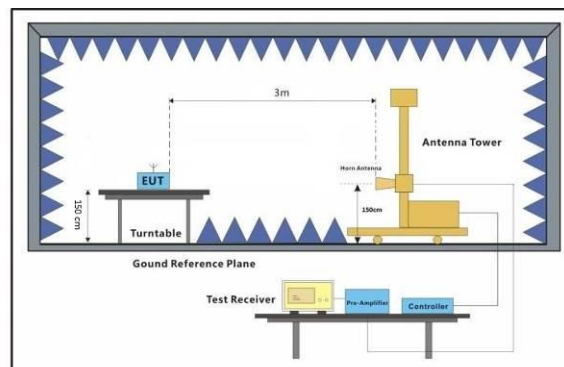 3m
Antenna Tower
Horn Antenna
EUT
150 cm
150cm
Turntable
Gound Reference Plane
Test Receiver
Pre-Amplifier
Controller